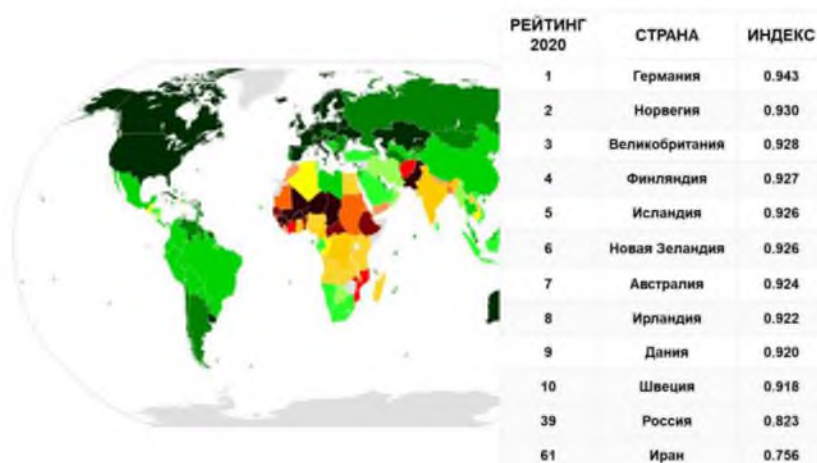 РЕЙТИНГ 2020 СТРАНА ИНДЕКС
1 Германия 0.943
2 Норвегия 0.930
3 Великобритания 0.928
4 Финляндия 0.927
5 Исландия 0.926
6 Новая Зеландия 0.926
7 Австралия 0.924
8 Ирландия 0.922
9 Дания 0.920
10 Швеция 0.918
39 Россия 0.823
61 Иран 0.756